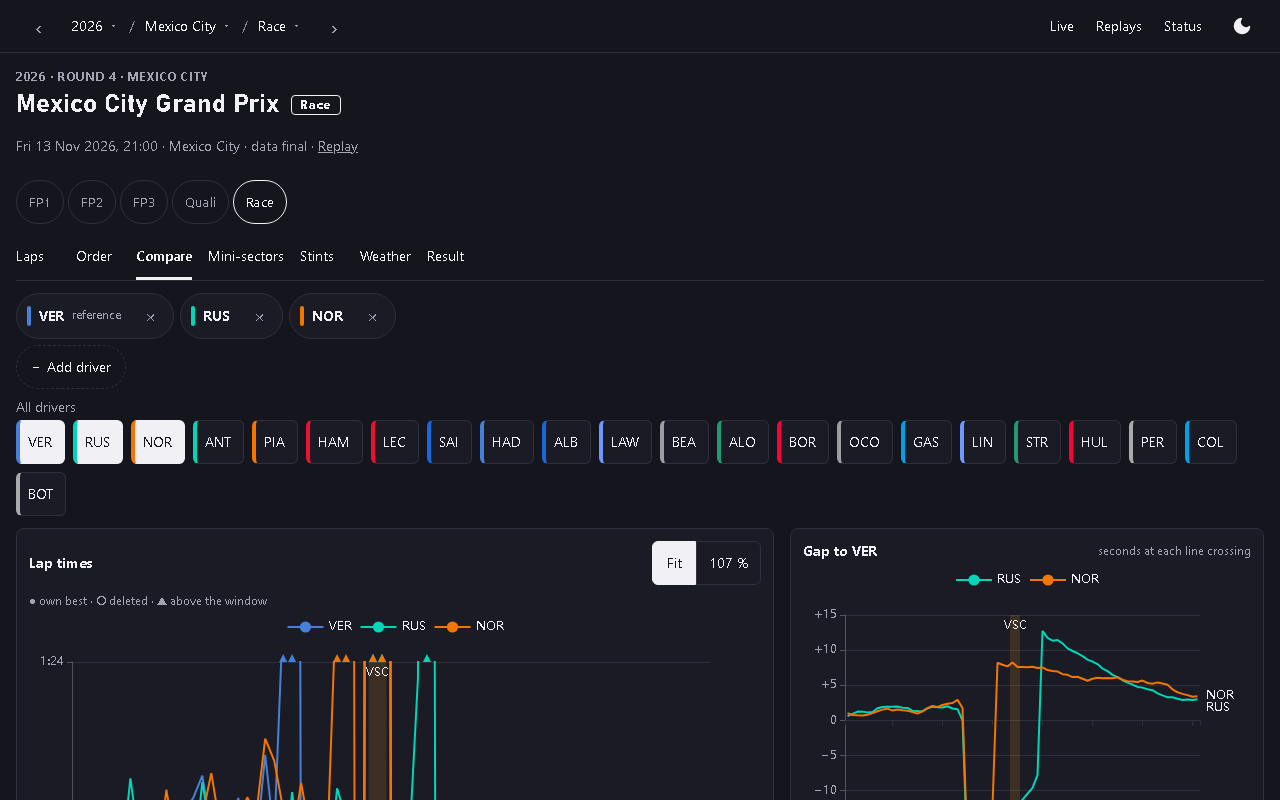 2026 / Mexico City / Race
Live Replays Status
2026 · ROUND 4 · MEXICO CITY
Mexico City Grand Prix Race
Fri 13 Nov 2026, 21:00 · Mexico City · data final · Replay
FP1 FP2 FP3 Quali Race
Laps Order Compare Mini-sectors Stints Weather Result
VER reference × RUS × NOR ×
– Add driver
All drivers
VER RUS NOR ANT PIA HAM LEC SAI HAD ALB LAW BEA ALO BOR OCO GAS LIN STR HUL PER COL
BOT
Lap times Fit 107 %
● own best · O deleted · ▲ above the window
VER RUS NOR
1:24
VSC
Gap to VER seconds at each line crossing
RUS NOR
+15
VSC
+10
+5
NOR
RUS
0
−5
−10